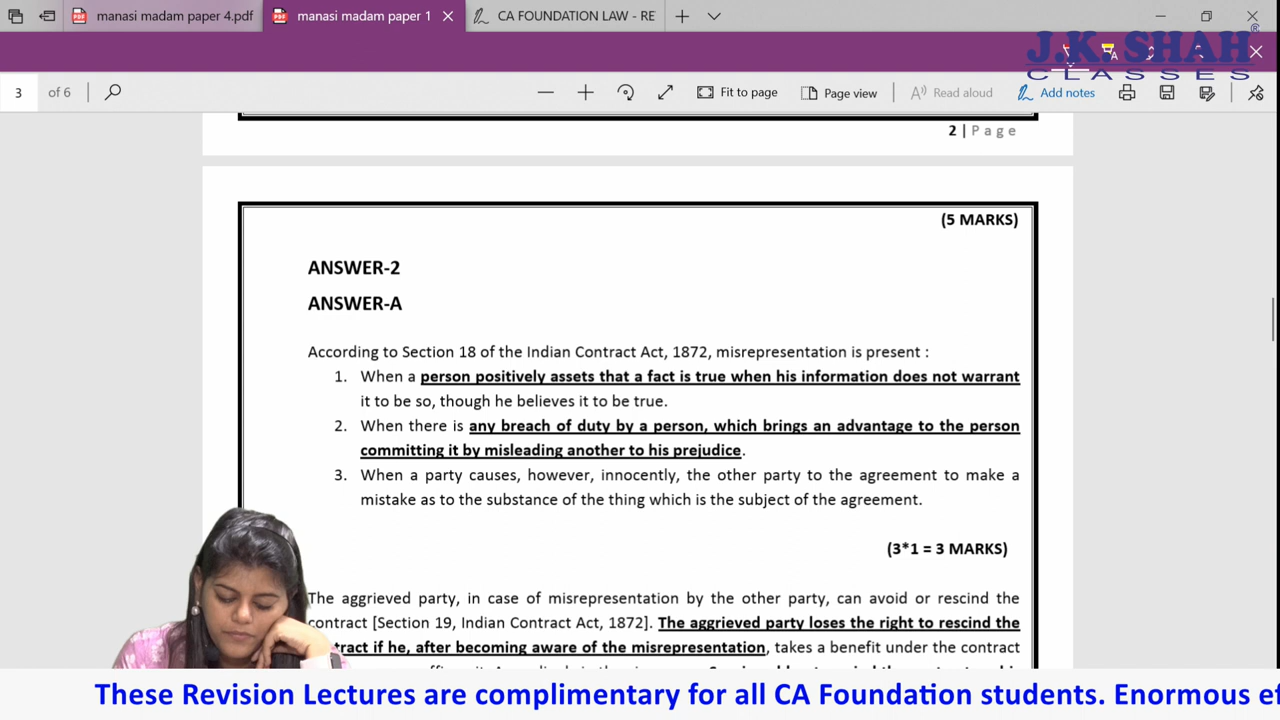 manasi madam paper 4.pdf
manasi madam paper 1
CA FOUNDATION LAW - RE
J.K. SHAH®
CLASSES
3 of 6
Fit to page
Page view
Read aloud
Add notes
2 | Page
(5 MARKS)
ANSWER-2
ANSWER-A
According to Section 18 of the Indian Contract Act, 1872, misrepresentation is present :
1. When a person positively assets that a fact is true when his information does not warrant
it to be so, though he believes it to be true.
2. When there is any breach of duty by a person, which brings an advantage to the person
committing it by misleading another to his prejudice.
3. When a party causes, however, innocently, the other party to the agreement to make a
mistake as to the substance of the thing which is the subject of the agreement.
(3*1 = 3 MARKS)
The aggrieved party, in case of misrepresentation by the other party, can avoid or rescind the
contract [Section 19, Indian Contract Act, 1872]. The aggrieved party loses the right to rescind the
if he, after becoming aware of the misrepresentation, takes a benefit under the contract
These Revision Lectures are complimentary for all CA Foundation students. Enormous